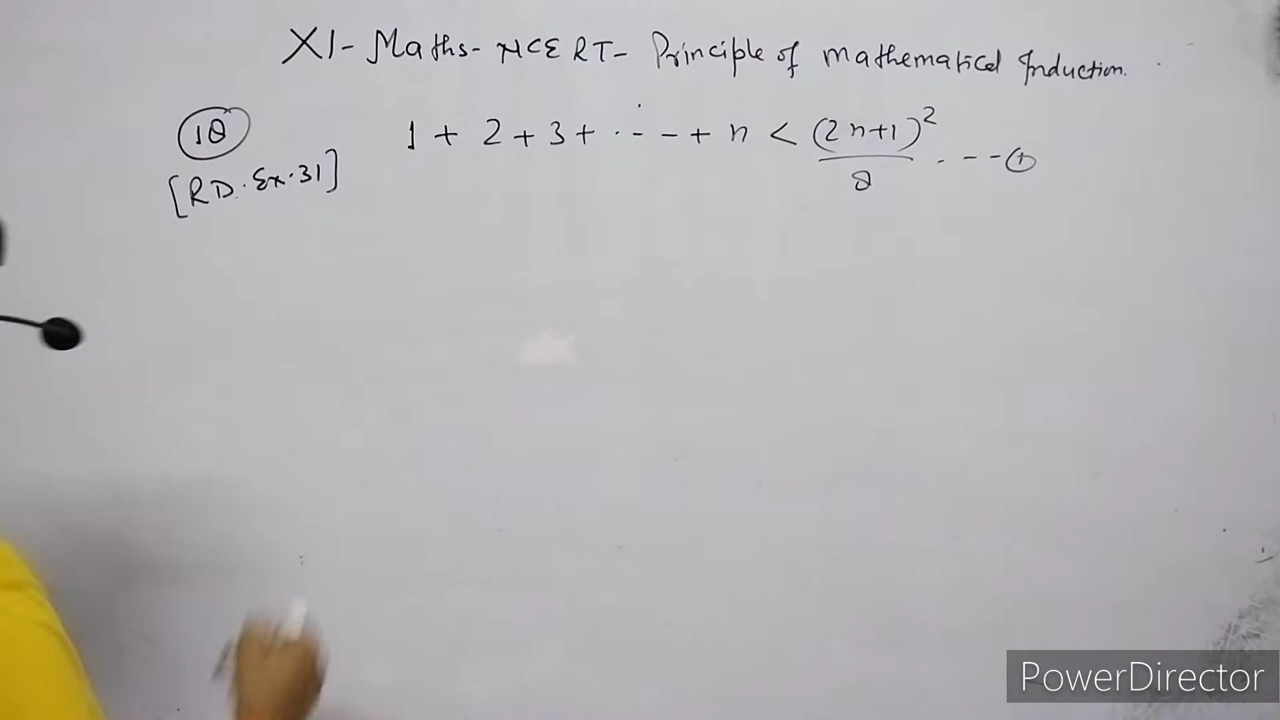 XI- Maths- NCERT- Principle of mathematical Induction.
18
1 + 2 + 3 + ... + n < (2n+1)²/8 ... ①
[RD. Ex. 31]
PowerDirector